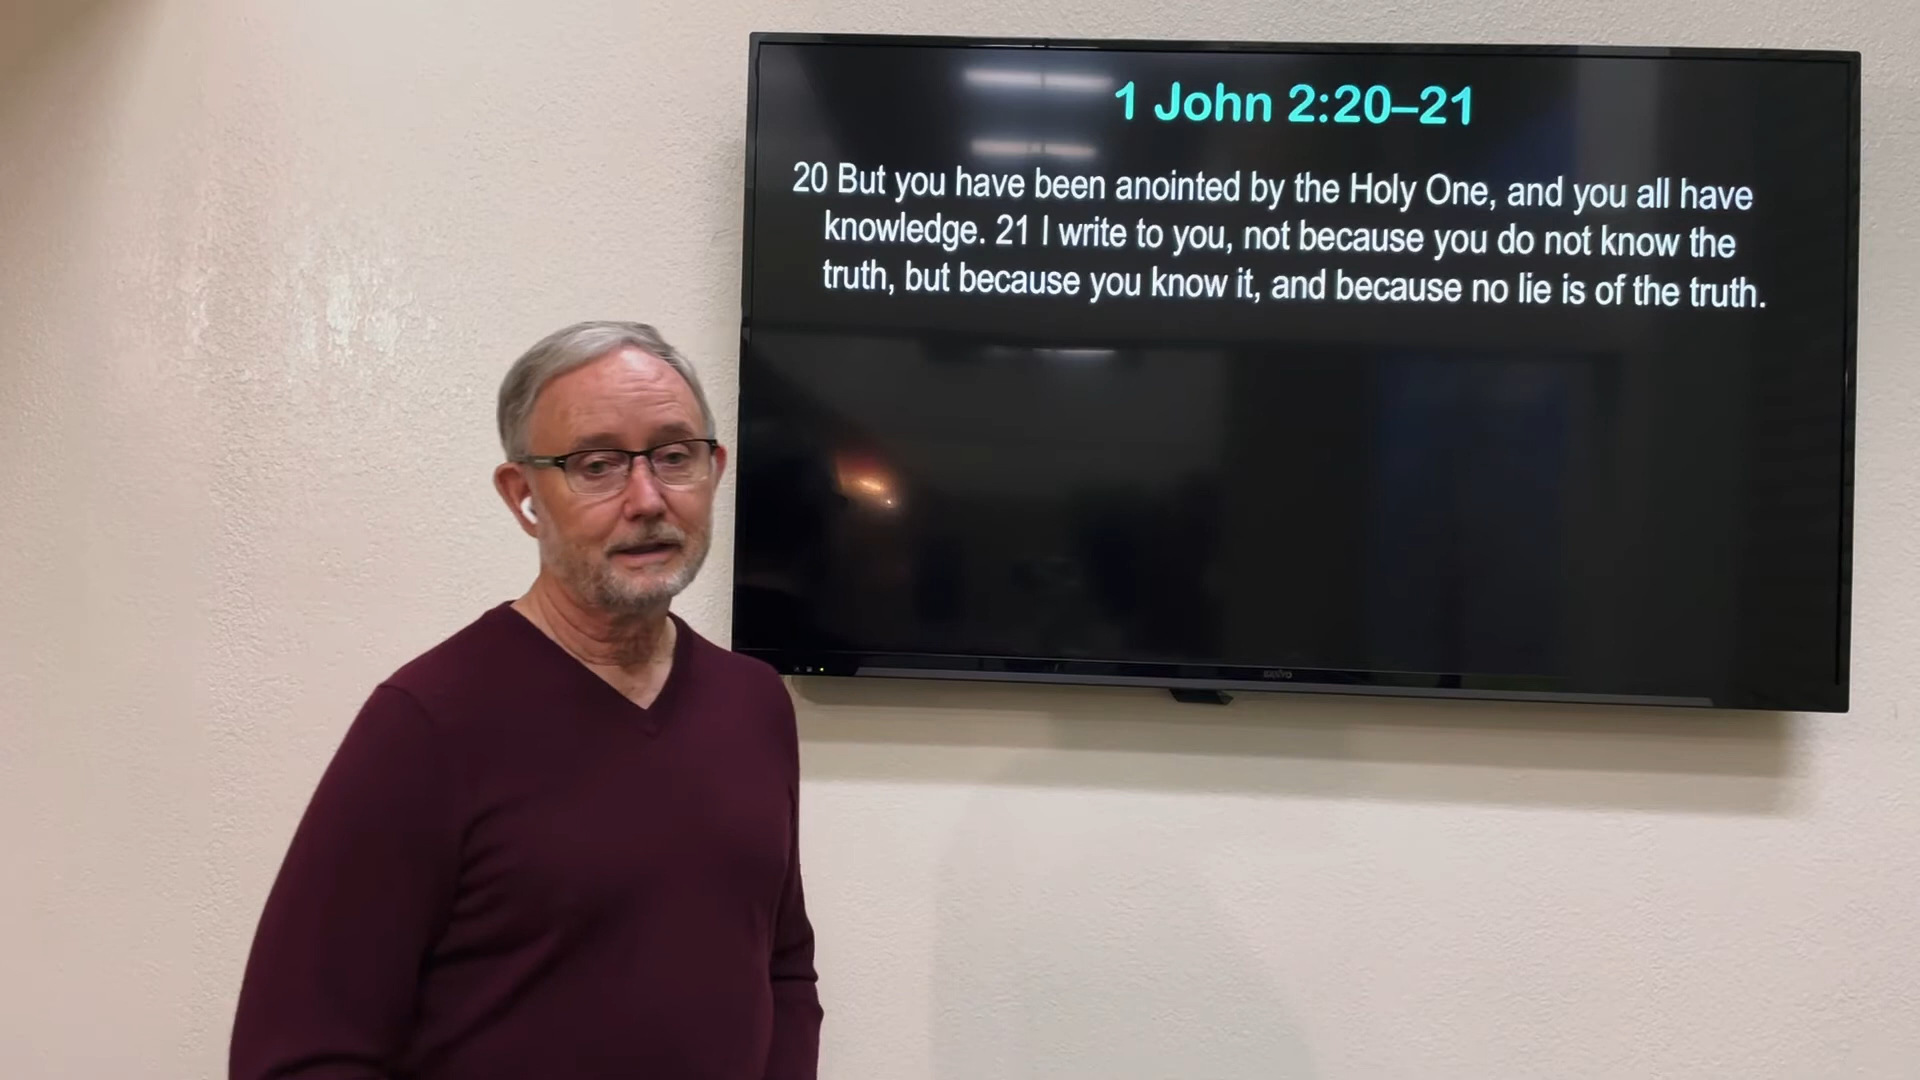 1 John 2:20–21
20 But you have been anointed by the Holy One, and you all have
knowledge. 21 I write to you, not because you do not know the
truth, but because you know it, and because no lie is of the truth.
SANYO